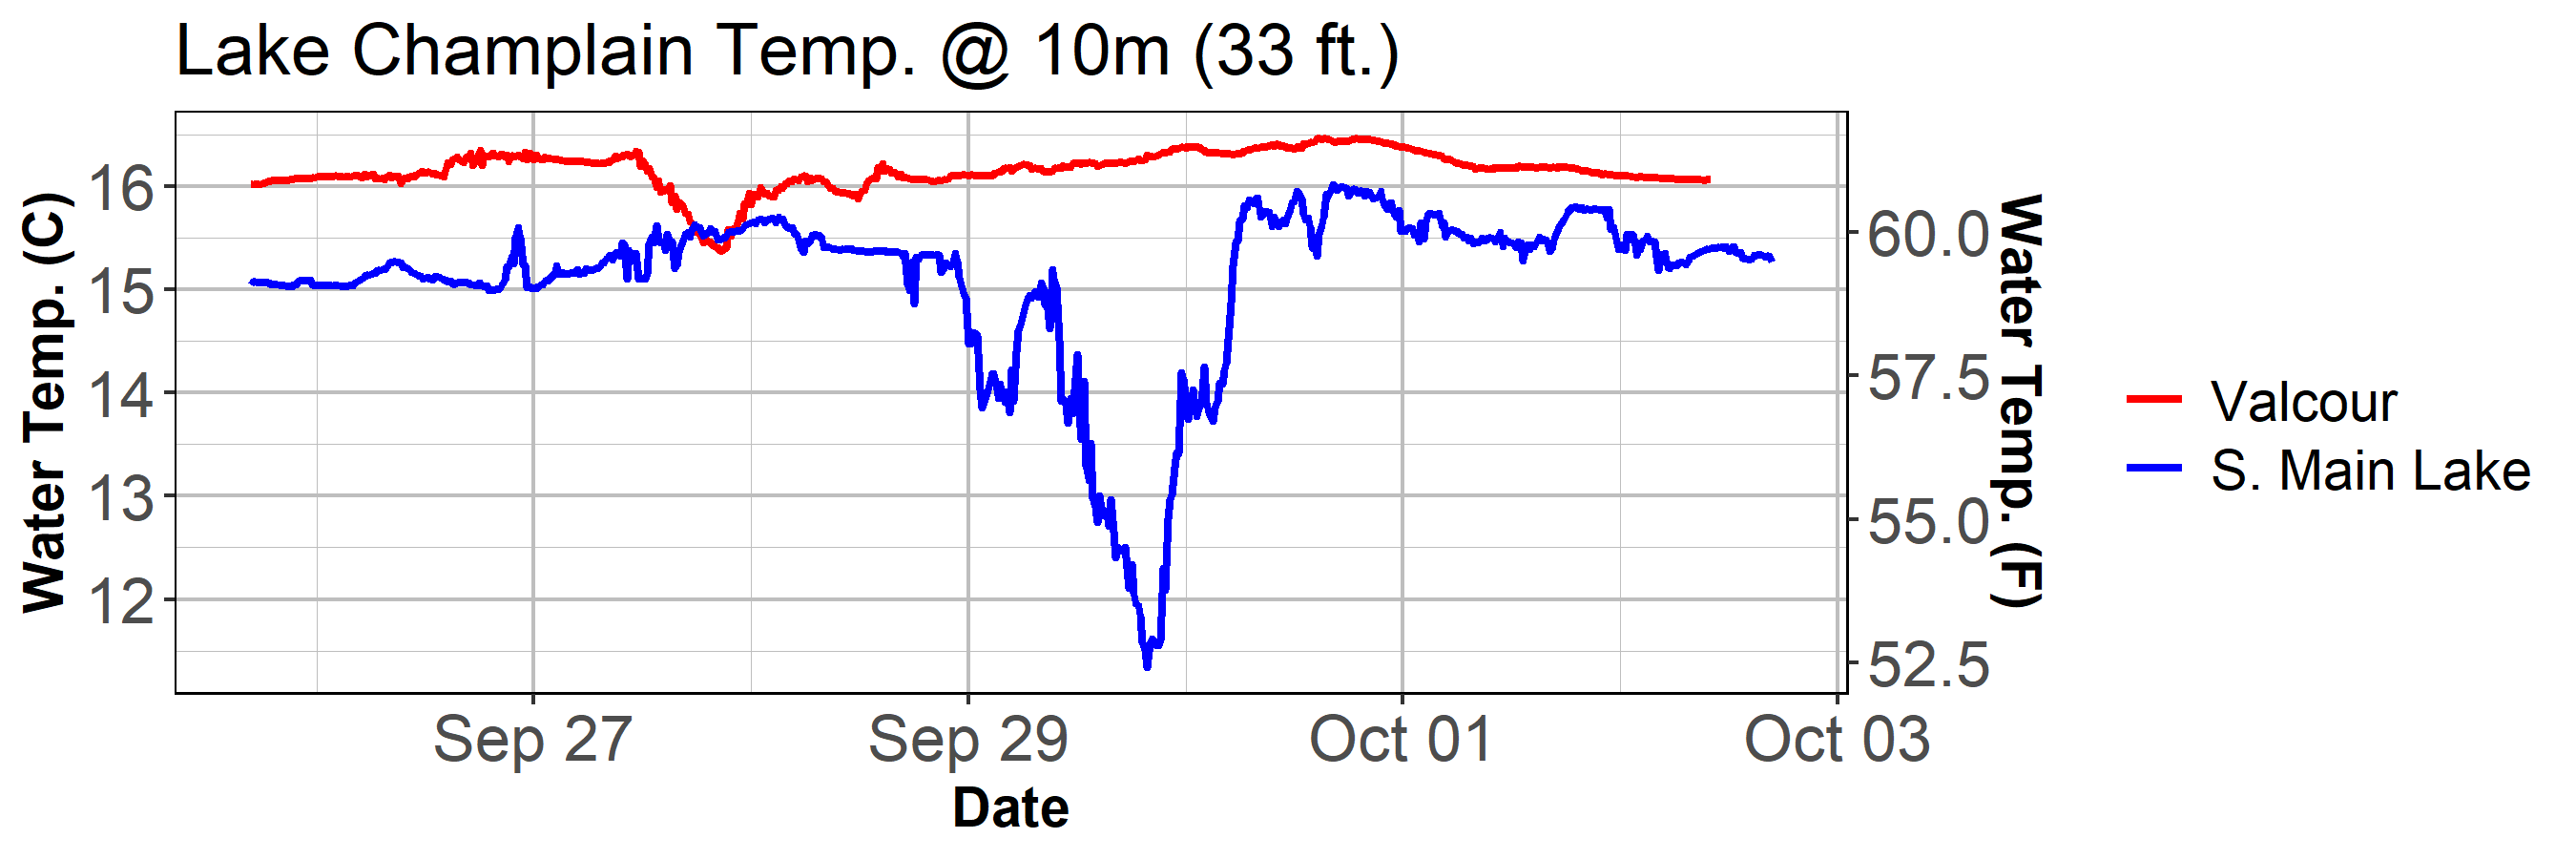 Lake Champlain Temp. @ 10m (33 ft.)
Water Temp. (C)
16
15
14
13
12
60.0
57.5
55.0
52.5
Water Temp. (F)
Sep 27
Sep 29
Oct 01
Oct 03
Date
Valcour
S. Main Lake